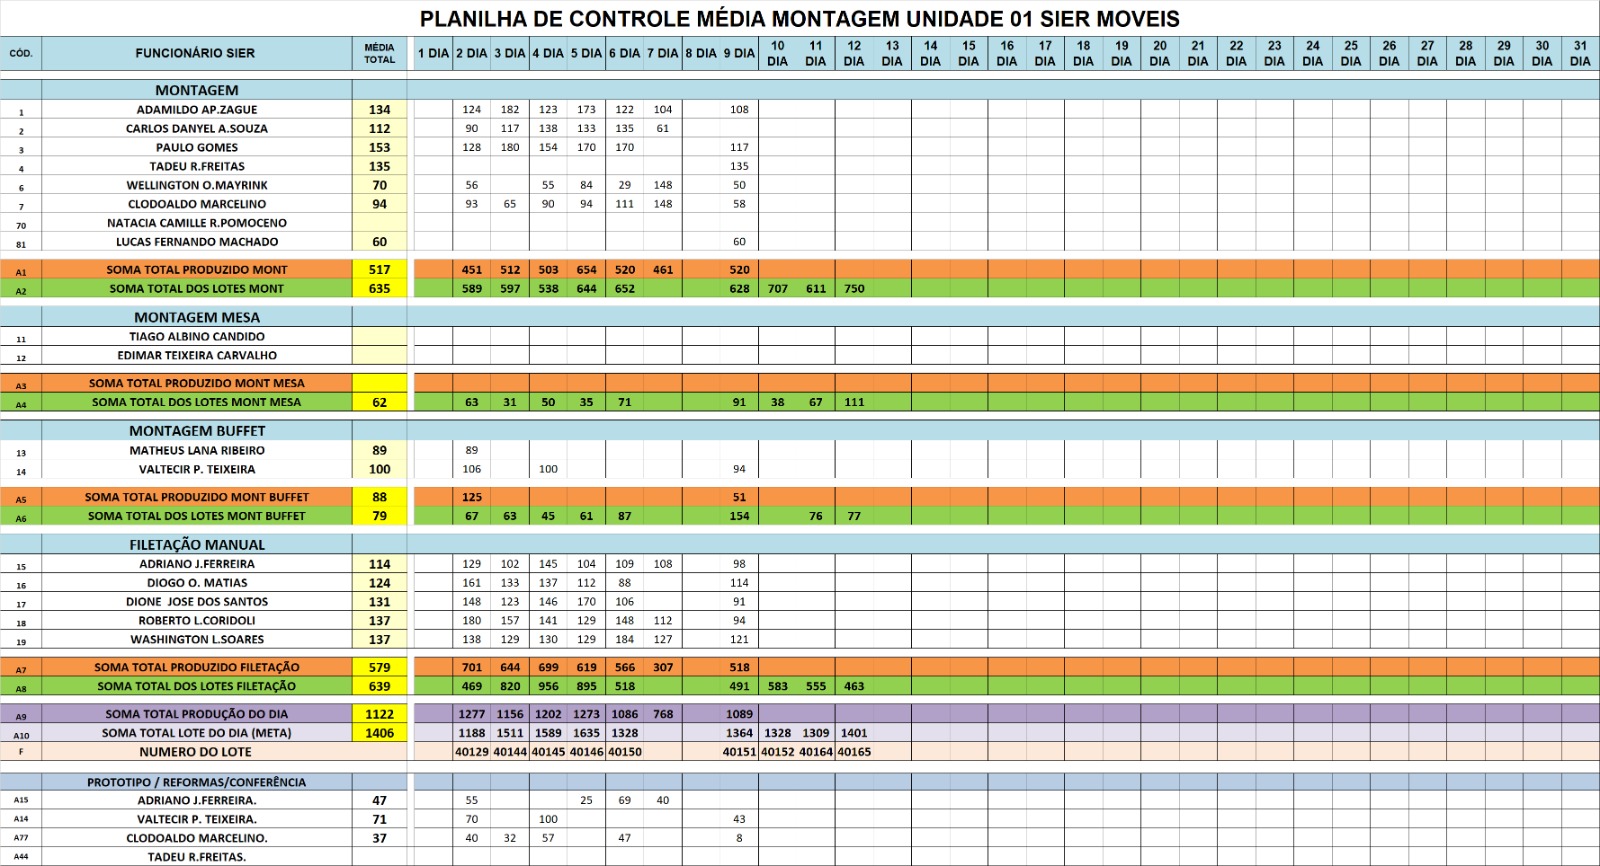 PLANILHA DE CONTROLE MÉDIA MONTAGEM UNIDADE 01 SIER MOVEIS
CÓD. FUNCIONÁRIO SIER MÉDIA TOTAL 1 DIA 2 DIA 3 DIA 4 DIA 5 DIA 6 DIA 7 DIA 8 DIA 9 DIA 10 DIA 11 DIA 12 DIA 13 DIA 14 DIA 15 DIA 16 DIA 17 DIA 18 DIA 19 DIA 20 DIA 21 DIA 22 DIA 23 DIA 24 DIA 25 DIA 26 DIA 27 DIA 28 DIA 29 DIA 30 DIA 31 DIA
MONTAGEM
1 ADAMILDO AP.ZAGUE 134 124 182 123 173 122 104 108
2 CARLOS DANYEL A.SOUZA 112 90 117 138 133 135 61
3 PAULO GOMES 153 128 180 154 170 170 117
4 TADEU R.FREITAS 135 135
6 WELLINGTON O.MAYRINK 70 56 55 84 29 148 50
7 CLODOALDO MARCELINO 94 93 65 90 94 111 148 58
70 NATACIA CAMILLE R.POMOCENO
81 LUCAS FERNANDO MACHADO 60 60
A1 SOMA TOTAL PRODUZIDO MONT 517 451 512 503 654 520 461 520
A2 SOMA TOTAL DOS LOTES MONT 635 589 597 538 644 652 628 707 611 750
MONTAGEM MESA
11 TIAGO ALBINO CANDIDO
12 EDIMAR TEIXEIRA CARVALHO
A3 SOMA TOTAL PRODUZIDO MONT MESA
A4 SOMA TOTAL DOS LOTES MONT MESA 62 63 31 50 35 71 91 38 67 111
MONTAGEM BUFFET
13 MATHEUS LANA RIBEIRO 89 89
14 VALTECIR P. TEIXEIRA 100 106 100 94
A5 SOMA TOTAL PRODUZIDO MONT BUFFET 88 125 51
A6 SOMA TOTAL DOS LOTES MONT BUFFET 79 67 63 45 61 87 154 76 77
FILETAÇÃO MANUAL
15 ADRIANO J.FERREIRA 114 129 102 145 104 109 108 98
16 DIOGO O. MATIAS 124 161 133 137 112 88 114
17 DIONE JOSE DOS SANTOS 131 148 123 146 170 106 91
18 ROBERTO L.CORIDOLI 137 180 157 141 129 148 112 94
19 WASHINGTON L.SOARES 137 138 129 130 129 184 127 121
A7 SOMA TOTAL PRODUZIDO FILETAÇÃO 579 701 644 699 619 566 307 518
A8 SOMA TOTAL DOS LOTES FILETAÇÃO 639 469 820 956 895 518 491 583 555 463
A9 SOMA TOTAL PRODUÇÃO DO DIA 1122 1277 1156 1202 1273 1086 768 1089
A10 SOMA TOTAL LOTE DO DIA (META) 1406 1188 1511 1589 1635 1328 1364 1328 1309 1401
F NUMERO DO LOTE 40129 40144 40145 40146 40150 40151 40152 40164 40165
PROTOTIPO / REFORMAS/CONFERÊNCIA
A15 ADRIANO J.FERREIRA. 47 55 25 69 40
A14 VALTECIR P. TEIXEIRA. 71 70 100 43
A77 CLODOALDO MARCELINO. 37 40 32 57 47 8
A44 TADEU R.FREITAS.